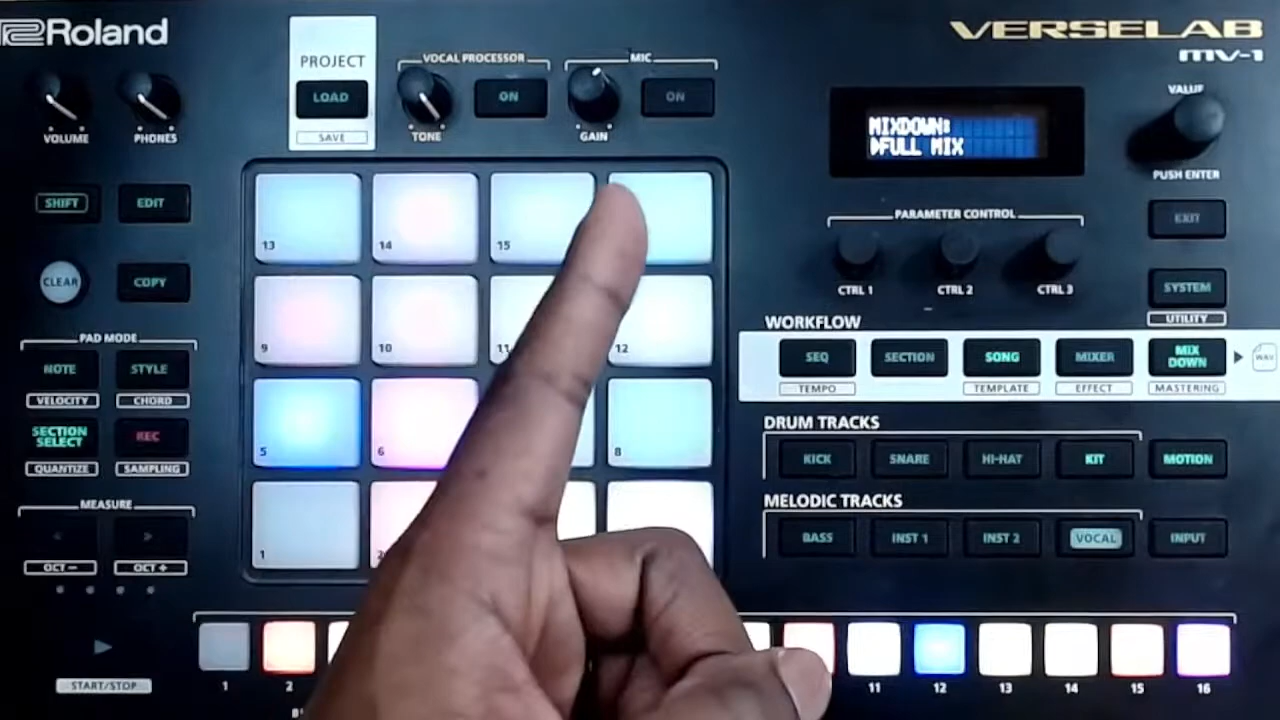 Roland
VERSELAB
MV-1
PROJECT
LOAD
SAVE
VOCAL PROCESSOR
TONE
ON
MIC
GAIN
ON
VOLUME
PHONES
MIXDOWN:
▶FULL MIX
VALUE
PUSH ENTER
SHIFT
EDIT
CLEAR
COPY
PAD MODE
NOTE
STYLE
VELOCITY
CHORD
SECTION
SELECT
REC
QUANTIZE
SAMPLING
MEASURE
<
>>
OCT −
OCT +
START/STOP
13
14
15
9
10
11
12
5
6
8
1
2
PARAMETER CONTROL
CTRL 1
CTRL 2
CTRL 3
EXIT
SYSTEM
UTILITY
WORKFLOW
SEQ
SECTION
SONG
MIXER
MIX
DOWN
WAV
TEMPO
TEMPLATE
EFFECT
MASTERING
DRUM TRACKS
KICK
SNARE
HI-HAT
KIT
MOTION
MELODIC TRACKS
BASS
INST 1
INST 2
VOCAL
INPUT
1
2
11
12
13
14
15
16